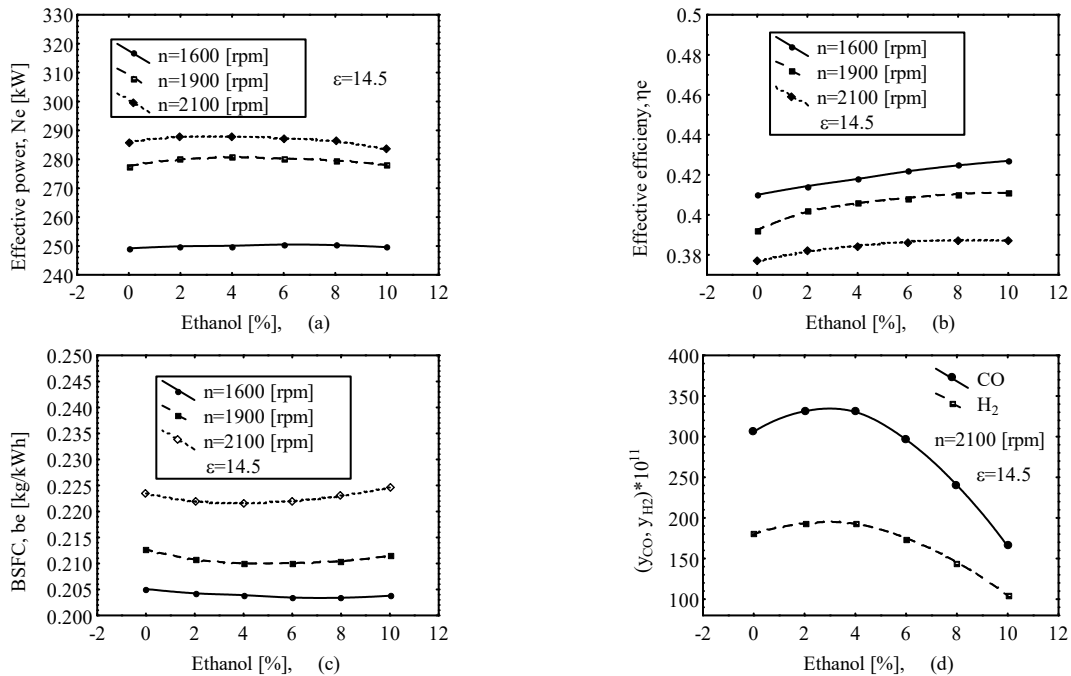 Effective power, Ne [kW]
330
320
310
300
290
280
270
260
250
240
n=1600 [rpm]
n=1900 [rpm]
n=2100 [rpm]
ε=14.5
-2 0 2 4 6 8 10 12
Ethanol [%], (a)
Effective efficieny, ηe
0.5
0.48
0.46
0.44
0.42
0.4
0.38
n=1600 [rpm]
n=1900 [rpm]
n=2100 [rpm]
ε=14.5
-2 0 2 4 6 8 10 12
Ethanol [%], (b)
BSFC, be [kg/kWh]
0.250
0.245
0.240
0.235
0.230
0.225
0.220
0.215
0.210
0.205
0.200
n=1600 [rpm]
n=1900 [rpm]
n=2100 [rpm]
ε=14.5
-2 0 2 4 6 8 10 12
Ethanol [%], (c)
(yCO, yH2)*10¹¹
400
350
300
250
200
150
100
CO
H₂
n=2100 [rpm]
ε=14.5
-2 0 2 4 6 8 10 12
Ethanol [%], (d)